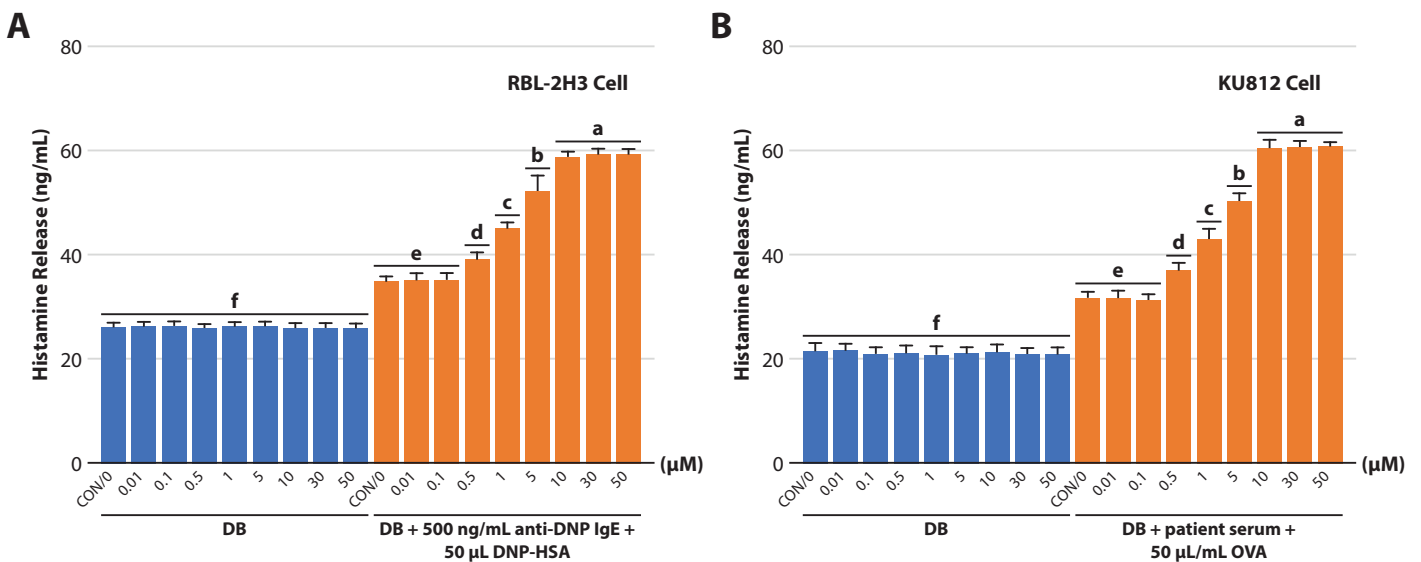 A
80
60
40
20
0
Histamine Release (ng/mL)
RBL-2H3 Cell
f
e
d
c
b
a
CON/0 0.01 0.1 0.5 1 5 10 30 50 CON/0 0.01 0.1 0.5 1 5 10 30 50
(μM)
DB
DB + 500 ng/mL anti-DNP IgE +
50 μL DNP-HSA
B
80
60
40
20
0
Histamine Release (ng/mL)
KU812 Cell
f
e
d
c
b
a
CON/0 0.01 0.1 0.5 1 5 10 30 50 CON/0 0.01 0.1 0.5 1 5 10 30 50
(μM)
DB
DB + patient serum +
50 μL/mL OVA